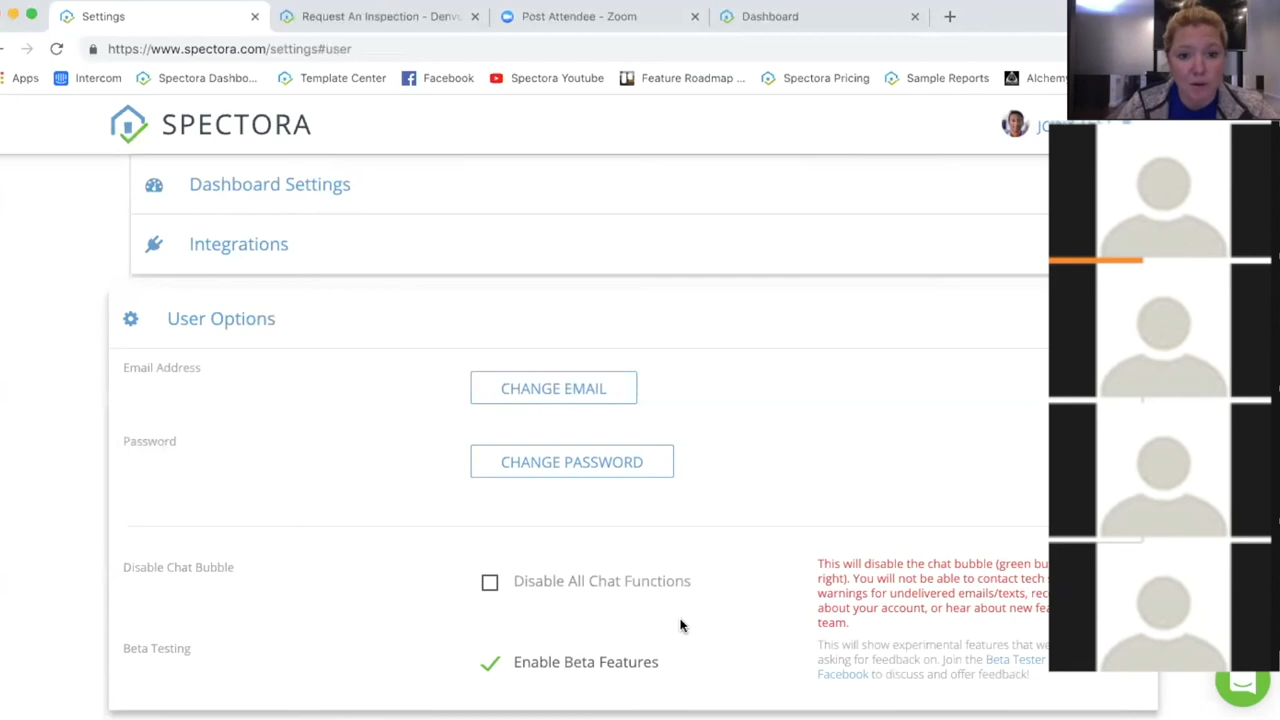 Settings
Request An Inspection - Denv
Post Attendee - Zoom
Dashboard
https://www.spectora.com/settings#user
Apps
Intercom
Spectora Dashbo...
Template Center
Facebook
Spectora Youtube
Feature Roadmap ...
Spectora Pricing
Sample Reports
Alchem
SPECTORA
Dashboard Settings
Integrations
User Options
Email Address
CHANGE EMAIL
Password
CHANGE PASSWORD
Disable Chat Bubble
Disable All Chat Functions
This will disable the chat bubble (green bu
right). You will not be able to contact tech
warnings for undelivered emails/texts, rec
about your account, or hear about new fea
team.
Beta Testing
Enable Beta Features
This will show experimental features that we
asking for feedback on. Join the Beta Tester
Facebook to discuss and offer feedback!